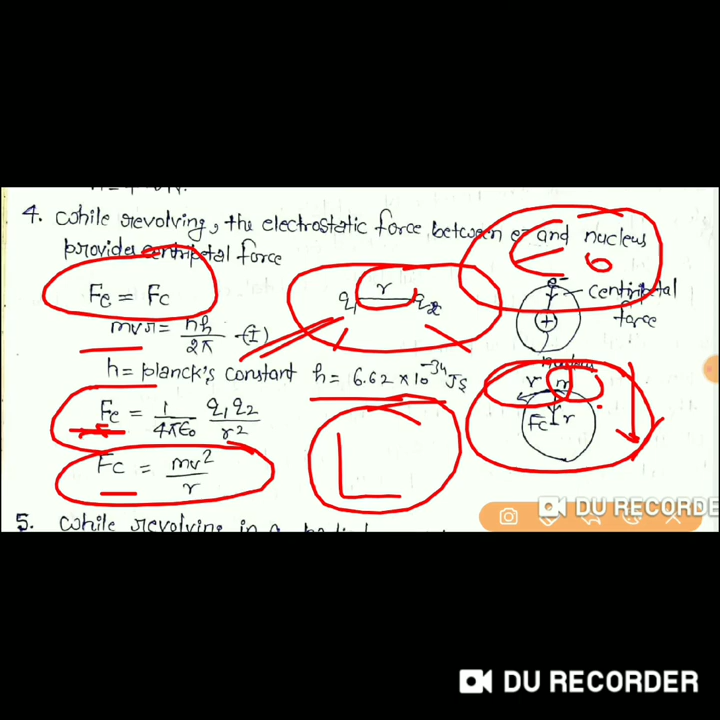 4. While revolving, the electrostatic force between e⁻ and nucleus
provide centripetal force
Fe = Fc
q₁ r q₂
e⁻
centripetal
force
+
mvr = nh/2π -(I)
h = planck's constant h = 6.62 × 10⁻³⁴ Js
Fe = 1/4πε₀ q₁q₂/r²
v m
Fc r
Fc = mv²/r
5. While revolving in a
DU RECORDER
DU RECORDER